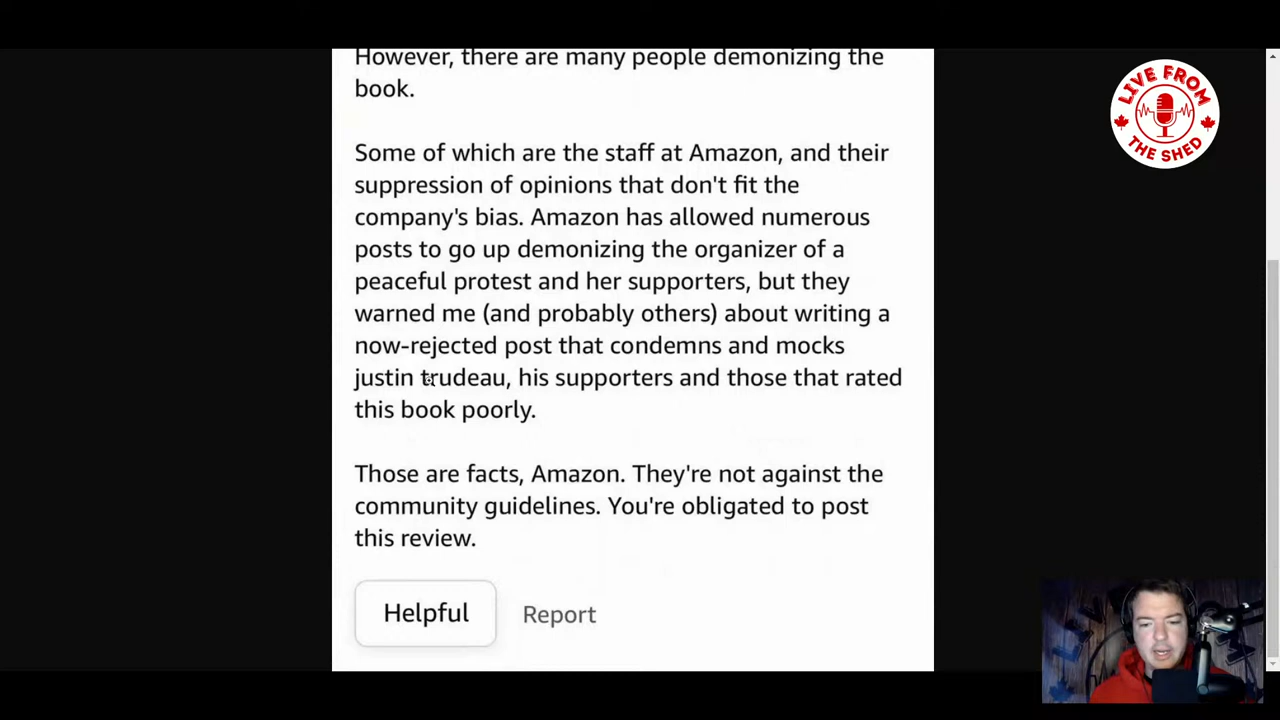 However, there are many people demonizing the
book.
Some of which are the staff at Amazon, and their
suppression of opinions that don't fit the
company's bias. Amazon has allowed numerous
posts to go up demonizing the organizer of a
peaceful protest and her supporters, but they
warned me (and probably others) about writing a
now-rejected post that condemns and mocks
justin trudeau, his supporters and those that rated
this book poorly.
Those are facts, Amazon. They're not against the
community guidelines. You're obligated to post
this review.
Helpful
Report
LIVE FROM
THE SHED